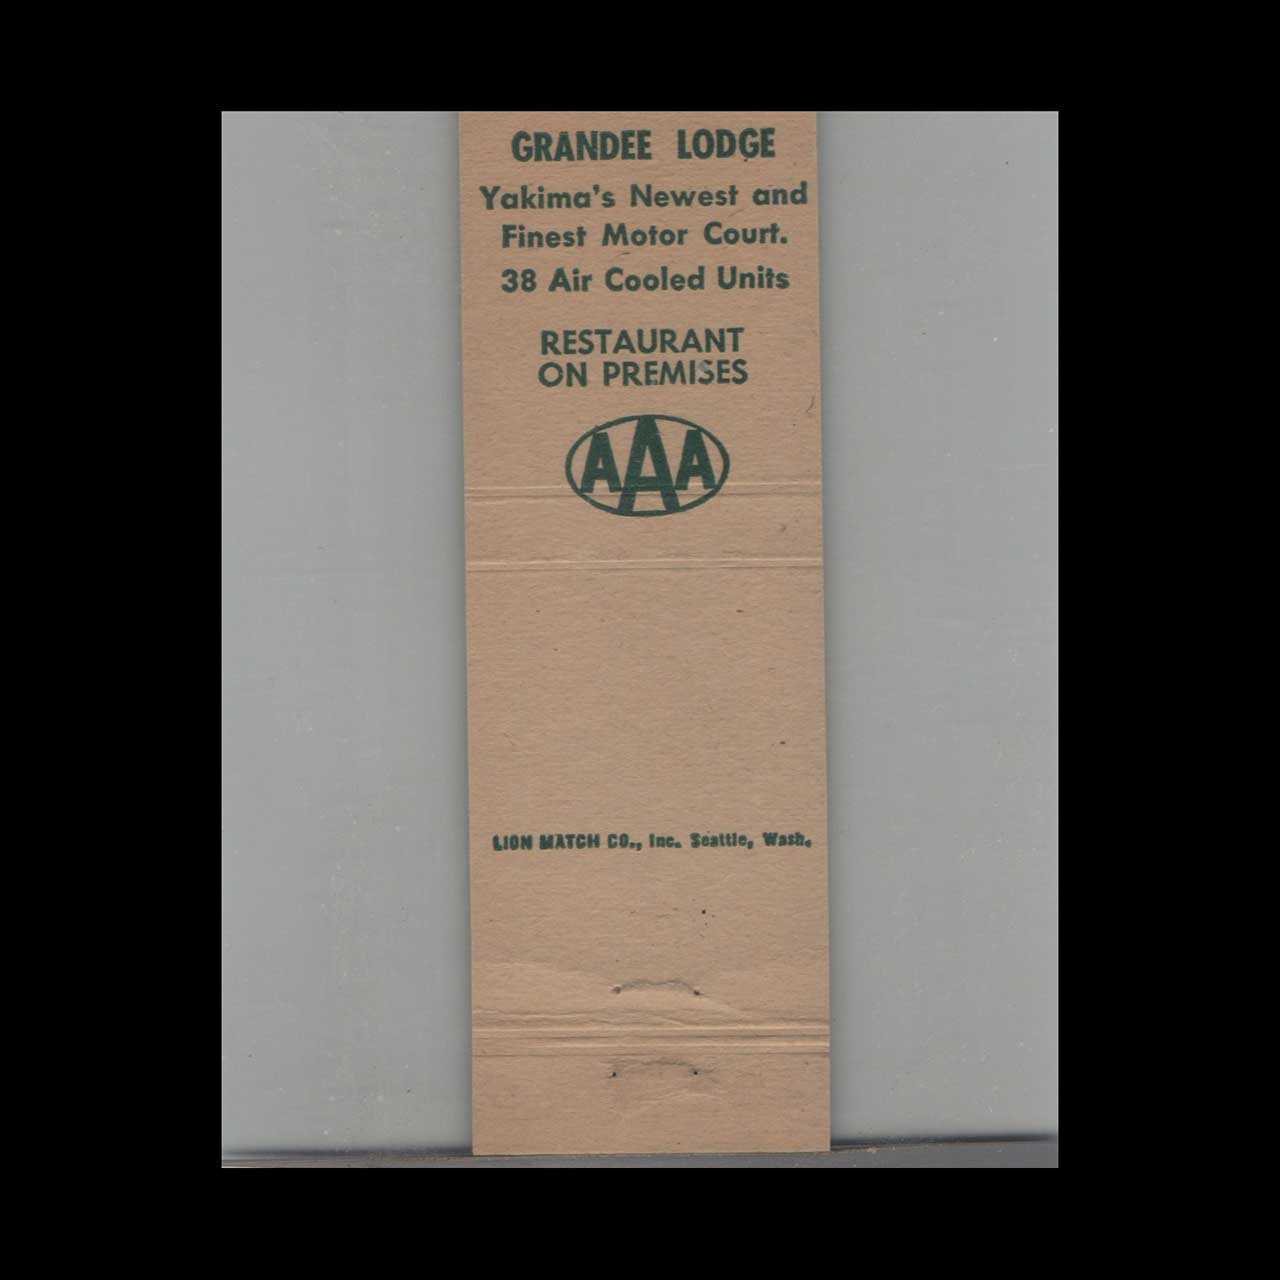 GRANDEE LODGE
Yakima's Newest and
Finest Motor Court.
38 Air Cooled Units
RESTAURANT
ON PREMISES
AAA
LION MATCH CO., Inc. Seattle, Wash.